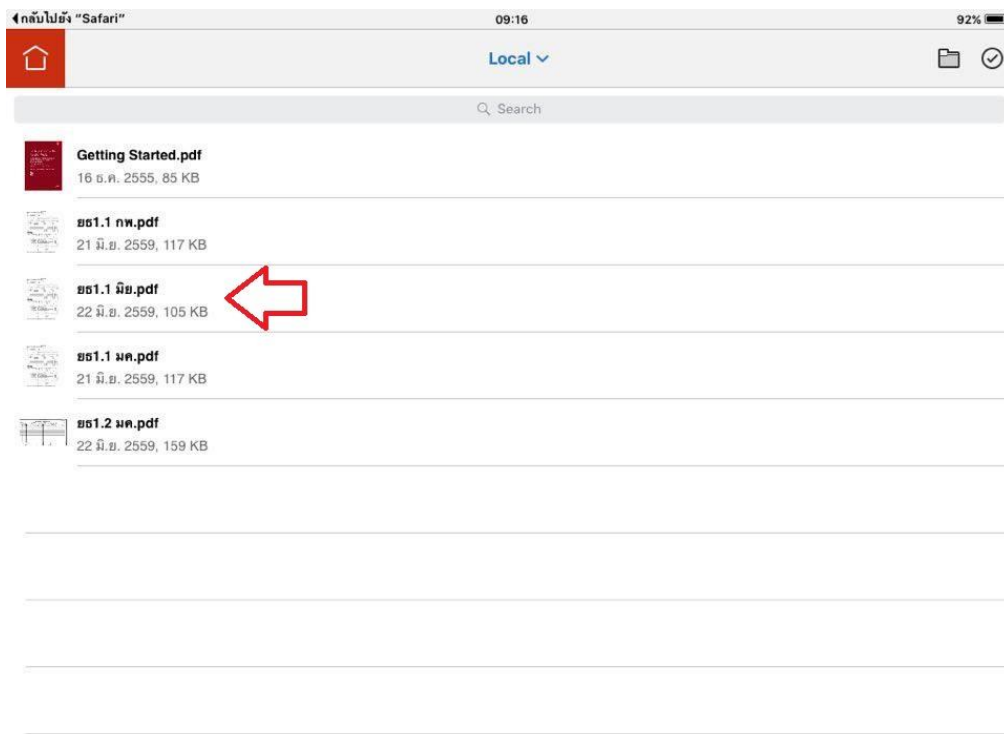 กลับไปยัง "Safari"
09:16
92%
Local
Search
Getting Started.pdf
16 ธ.ค. 2555, 85 KB
ยธ1.1 กพ.pdf
21 มิ.ย. 2559, 117 KB
ยธ1.1 มิย.pdf
22 มิ.ย. 2559, 105 KB
ยธ1.1 มค.pdf
21 มิ.ย. 2559, 117 KB
ยธ1.2 มค.pdf
22 มิ.ย. 2559, 159 KB